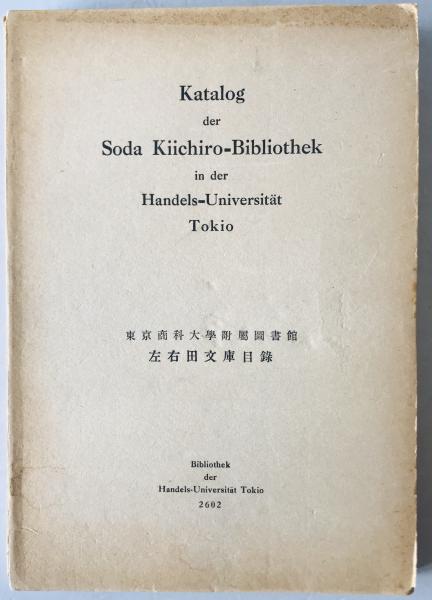 Katalog
der
Soda Kiichiro-Bibliothek
in der
Handels-Universität
Tokio
東京商科大學附屬圖書館
左右田文庫目錄
Bibliothek
der
Handels-Universität Tokio
2602